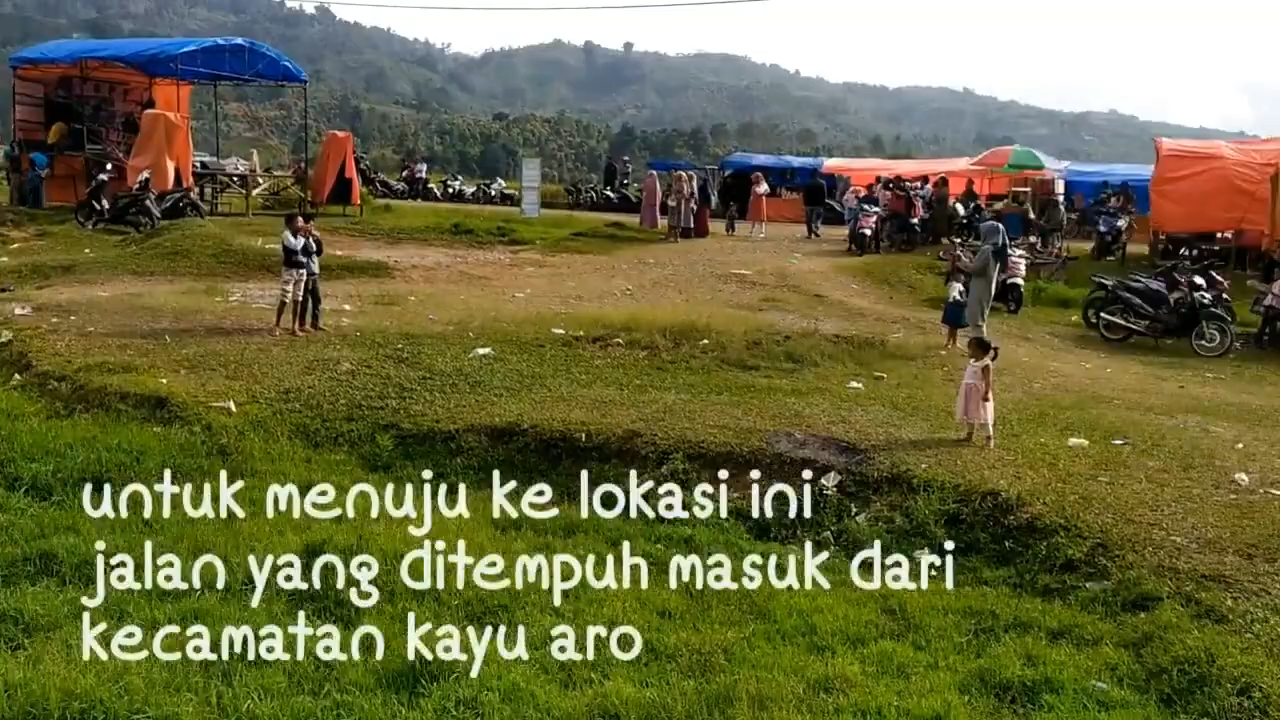 untuk menuju ke lokasi ini
jalan yang ditempuh masuk dari
kecamatan kayu aro